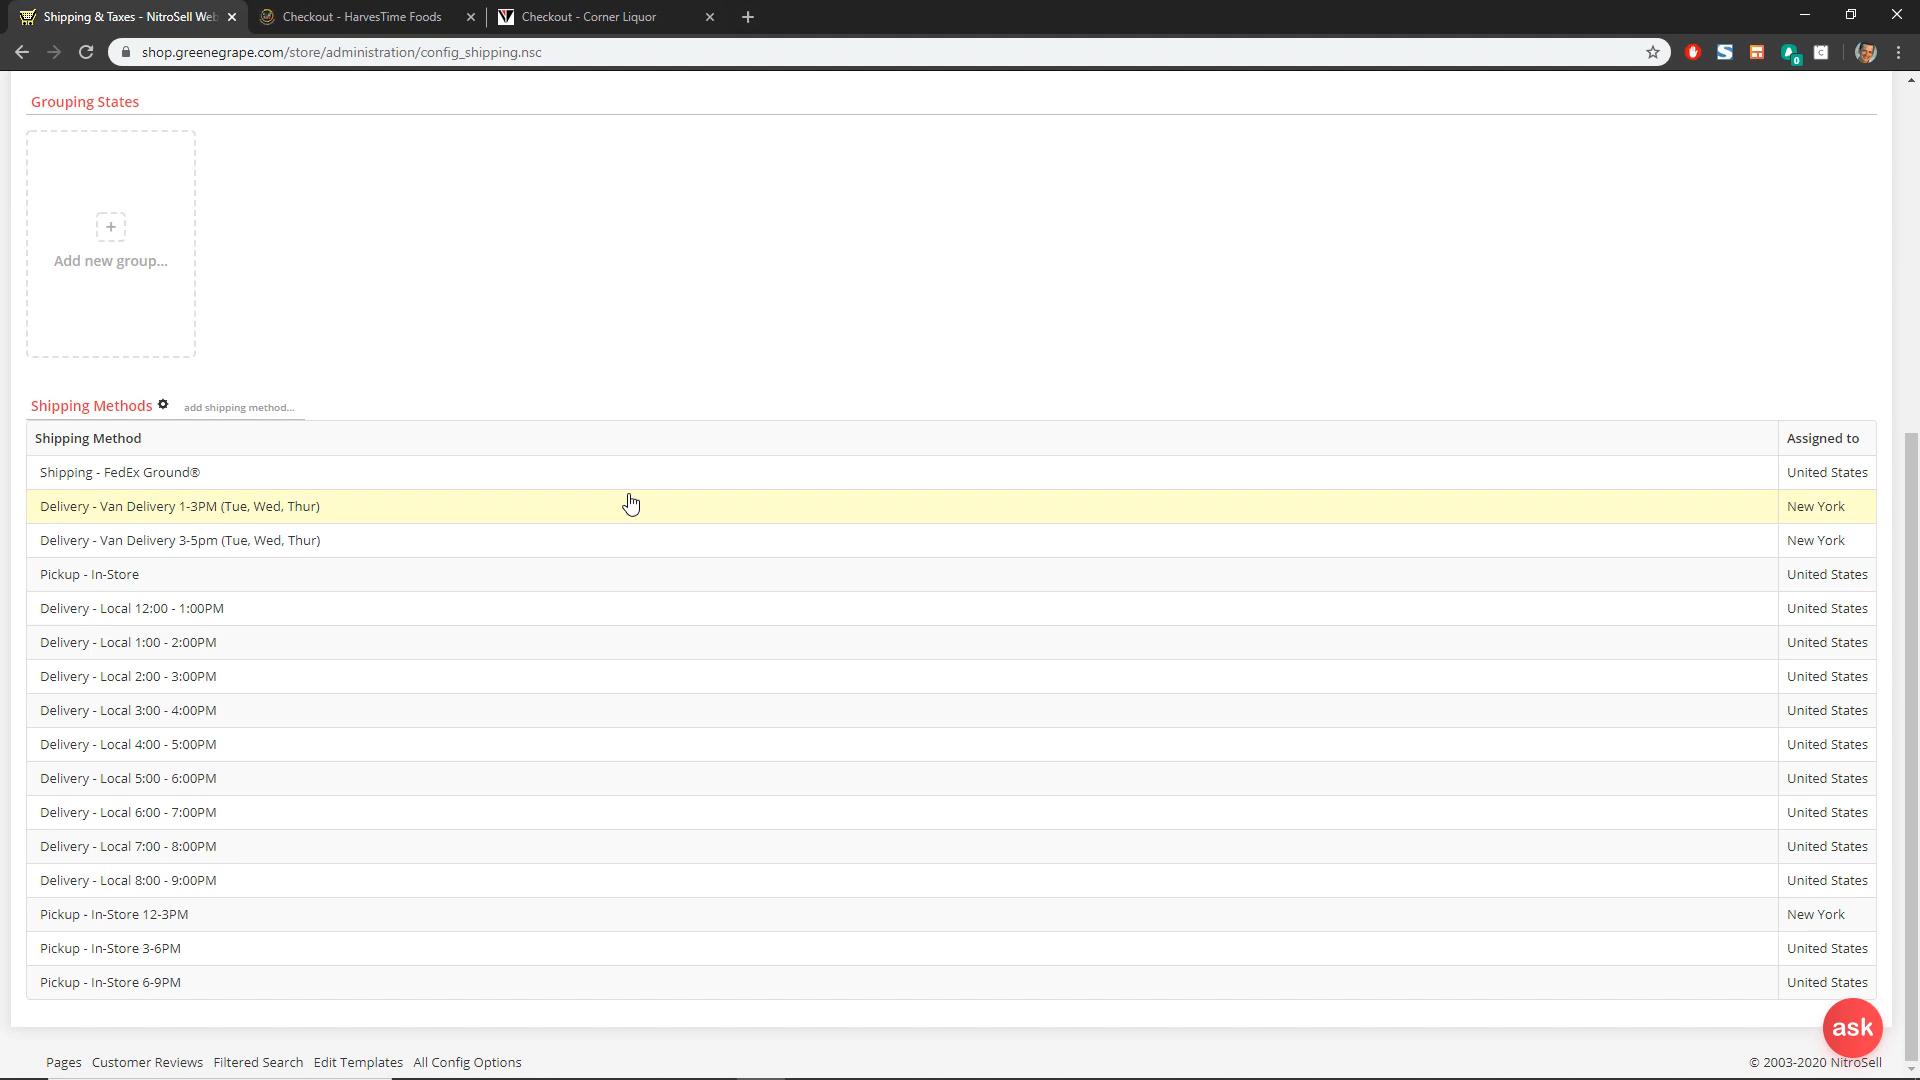 Shipping & Taxes - NitroSell Web
Checkout - HarvesTime Foods
Checkout - Corner Liquor
shop.greenegrape.com/store/administration/config_shipping.nsc
0
Grouping States
+
Add new group...
Shipping Methods add shipping method...
Shipping Method Assigned to
Shipping - FedEx Ground® United States
Delivery - Van Delivery 1-3PM (Tue, Wed, Thur) New York
Delivery - Van Delivery 3-5pm (Tue, Wed, Thur) New York
Pickup - In-Store United States
Delivery - Local 12:00 - 1:00PM United States
Delivery - Local 1:00 - 2:00PM United States
Delivery - Local 2:00 - 3:00PM United States
Delivery - Local 3:00 - 4:00PM United States
Delivery - Local 4:00 - 5:00PM United States
Delivery - Local 5:00 - 6:00PM United States
Delivery - Local 6:00 - 7:00PM United States
Delivery - Local 7:00 - 8:00PM United States
Delivery - Local 8:00 - 9:00PM United States
Pickup - In-Store 12-3PM New York
Pickup - In-Store 3-6PM United States
Pickup - In-Store 6-9PM United States
ask
Pages Customer Reviews Filtered Search Edit Templates All Config Options
© 2003-2020 NitroSell